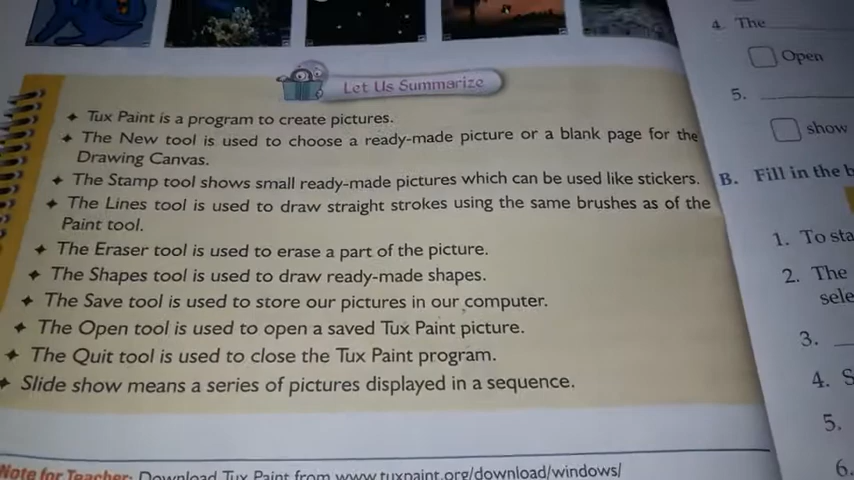 Let Us Summarize
✦ Tux Paint is a program to create pictures.
✦ The New tool is used to choose a ready-made picture or a blank page for the
Drawing Canvas.
✦ The Stamp tool shows small ready-made pictures which can be used like stickers.
✦ The Lines tool is used to draw straight strokes using the same brushes as of the
Paint tool.
✦ The Eraser tool is used to erase a part of the picture.
✦ The Shapes tool is used to draw ready-made shapes.
✦ The Save tool is used to store our pictures in our computer.
✦ The Open tool is used to open a saved Tux Paint picture.
✦ The Quit tool is used to close the Tux Paint program.
✦ Slide show means a series of pictures displayed in a sequence.
Note for Teacher: Download Tux Paint from www.tuxpaint.org/download/windows/
4. The
Open
5.
show
B. Fill in the b
1. To sta
2. The
sele
3.
4. S
5.
6.